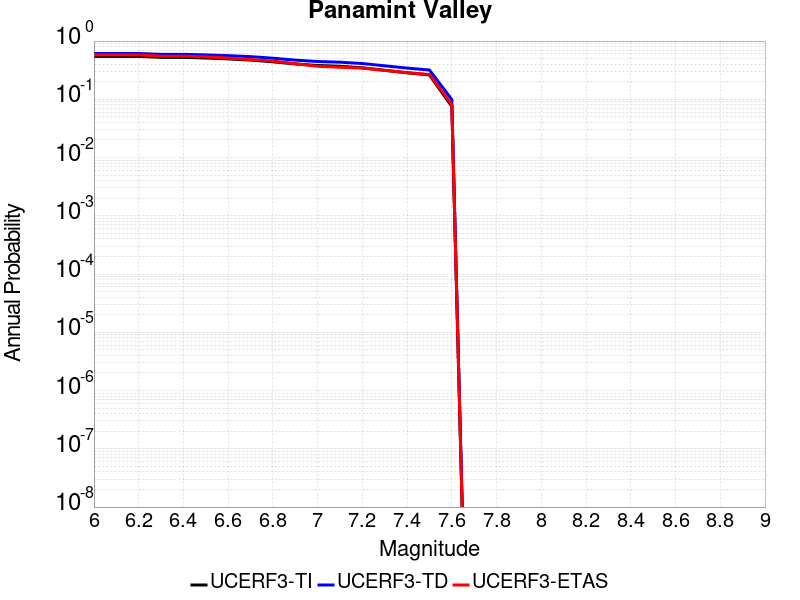 Panamint Valley
10^0
10^-1
10^-2
10^-3
10^-4
10^-5
10^-6
10^-7
10^-8
Annual Probability
6 6.2 6.4 6.6 6.8 7 7.2 7.4 7.6 7.8 8 8.2 8.4 8.6 8.8 9
Magnitude
UCERF3-TI UCERF3-TD UCERF3-ETAS